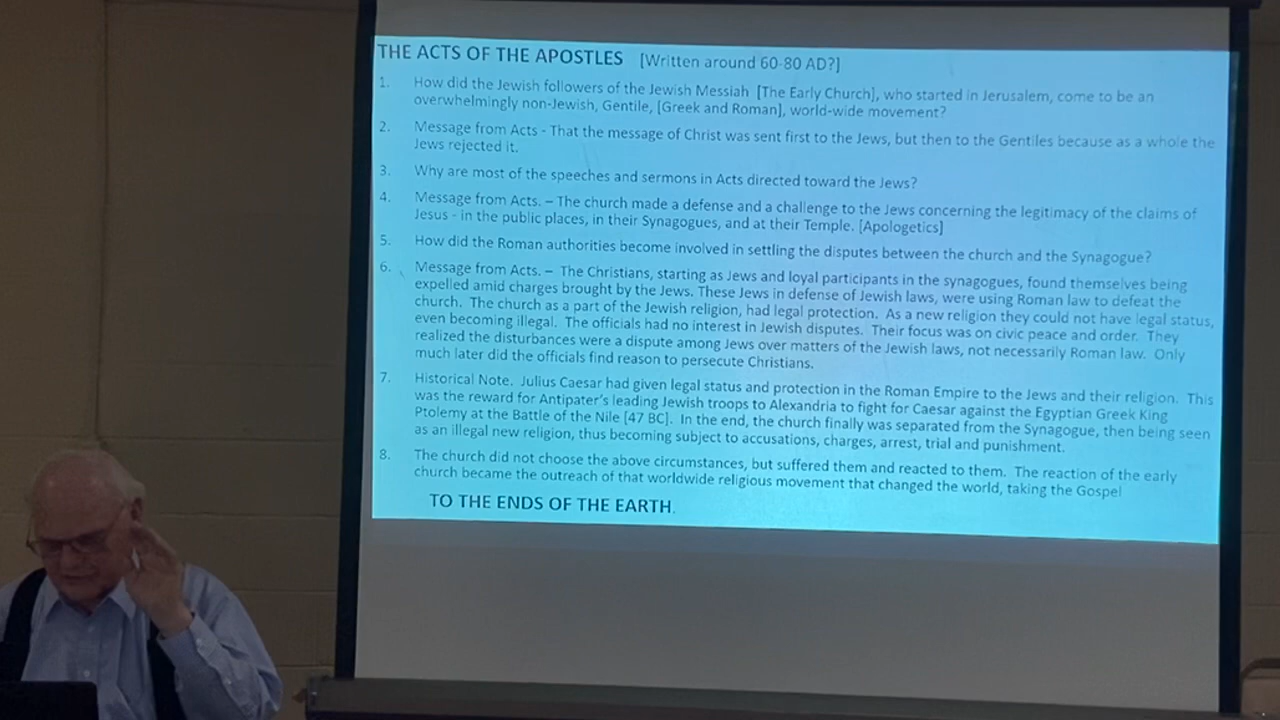 THE ACTS OF THE APOSTLES [Written around 60-80 AD?]
1. How did the Jewish followers of the Jewish Messiah [The Early Church], who started in Jerusalem, come to be an
overwhelmingly non-Jewish, Gentile, [Greek and Roman], world-wide movement?
2. Message from Acts - That the message of Christ was sent first to the Jews, but then to the Gentiles because as a whole the
Jews rejected it.
3. Why are most of the speeches and sermons in Acts directed toward the Jews?
4. Message from Acts. – The church made a defense and a challenge to the Jews concerning the legitimacy of the claims of
Jesus - in the public places, in their Synagogues, and at their Temple. [Apologetics]
5. How did the Roman authorities become involved in settling the disputes between the church and the Synagogue?
6. Message from Acts. – The Christians, starting as Jews and loyal participants in the synagogues, found themselves being
expelled amid charges brought by the Jews. These Jews in defense of Jewish laws, were using Roman law to defeat the
church. The church as a part of the Jewish religion, had legal protection. As a new religion they could not have legal status,
even becoming illegal. The officials had no interest in Jewish disputes. Their focus was on civic peace and order. They
realized the disturbances were a dispute among Jews over matters of the Jewish laws, not necessarily Roman law. Only
much later did the officials find reason to persecute Christians.
7. Historical Note. Julius Caesar had given legal status and protection in the Roman Empire to the Jews and their religion. This
was the reward for Antipater's leading Jewish troops to Alexandria to fight for Caesar against the Egyptian Greek King
Ptolemy at the Battle of the Nile [47 BC]. In the end, the church finally was separated from the Synagogue, then being seen
as an illegal new religion, thus becoming subject to accusations, charges, arrest, trial and punishment.
8. The church did not choose the above circumstances, but suffered them and reacted to them. The reaction of the early
church became the outreach of that worldwide religious movement that changed the world, taking the Gospel
TO THE ENDS OF THE EARTH.